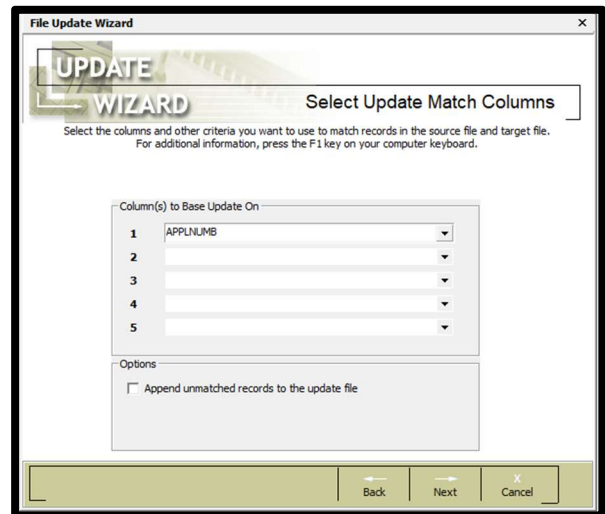 File Update Wizard X
UPDATE
WIZARD
Select Update Match Columns
Select the columns and other criteria you want to use to match records in the source file and target file.
For additional information, press the F1 key on your computer keyboard.
Column(s) to Base Update On
1 APPLNUMB
2
3
4
5
Options
Append unmatched records to the update file
X
Back Next Cancel